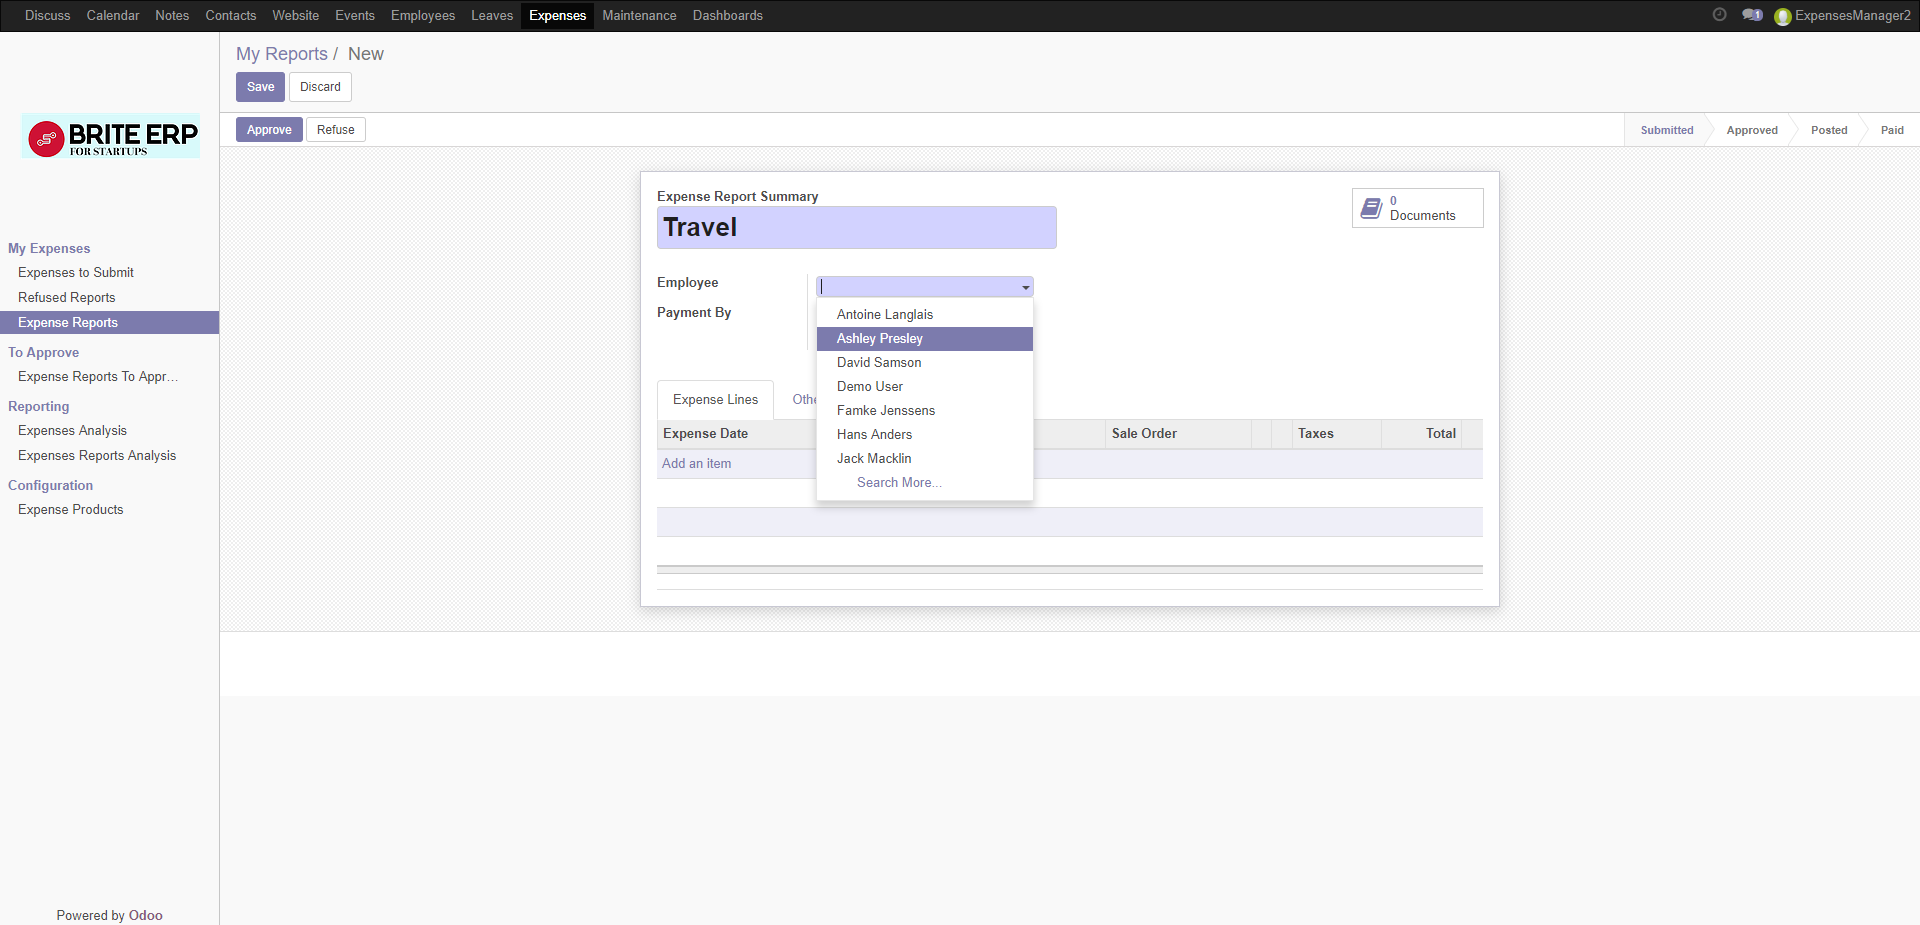 Discuss Calendar Notes Contacts Website Events Employees Leaves Expenses Maintenance Dashboards 1 ExpensesManager2
My Reports / New
Save Discard
Approve Refuse Submitted Approved Posted Paid
BRITE ERP
FOR STARTUPS
My Expenses
Expenses to Submit
Refused Reports
Expense Reports
To Approve
Expense Reports To Appr…
Reporting
Expenses Analysis
Expenses Reports Analysis
Configuration
Expense Products
Powered by Odoo
Expense Report Summary
Travel
0
Documents
Employee
Payment By
Antoine Langlais
Ashley Presley
David Samson
Demo User
Famke Jenssens
Hans Anders
Jack Macklin
Search More...
Expense Lines Othe
Expense Date Sale Order Taxes Total
Add an item